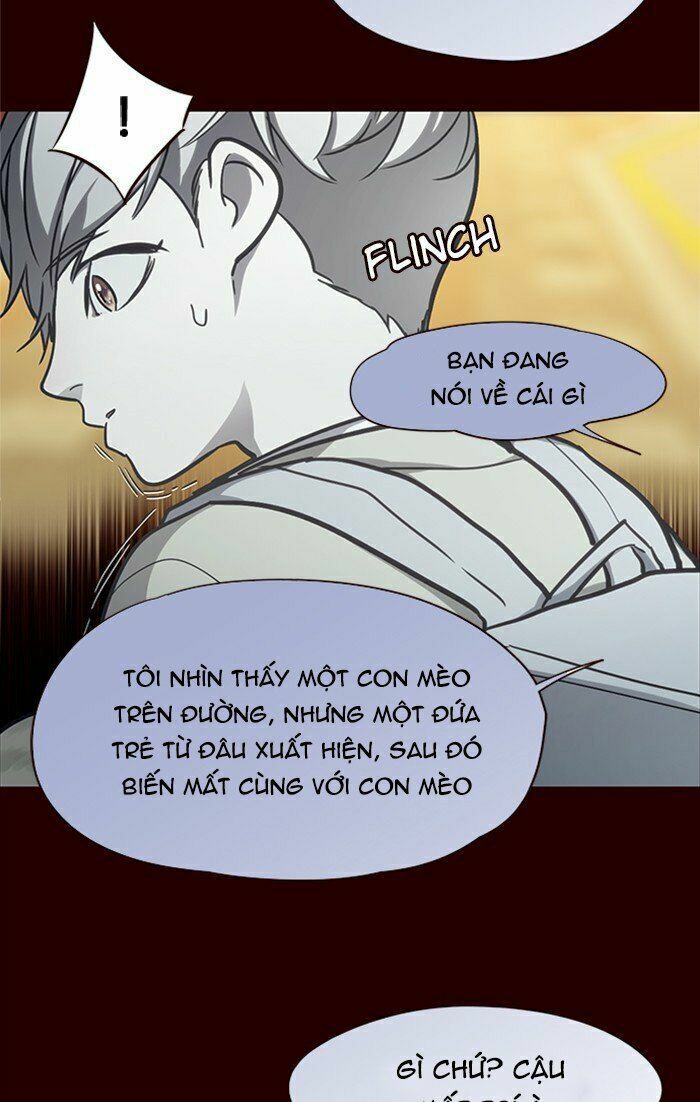 !
FLINCH
BẠN ĐANG
NÓI VỀ CÁI GÌ
TÔI NHÌN THẤY MỘT CON MÈO
TRÊN ĐƯỜNG, NHƯNG MỘT ĐỨA
TRẺ TỪ ĐÂU XUẤT HIỆN, SAU ĐÓ
BIẾN MẤT CÙNG VỚI CON MÈO
GÌ CHỨ? CẬU